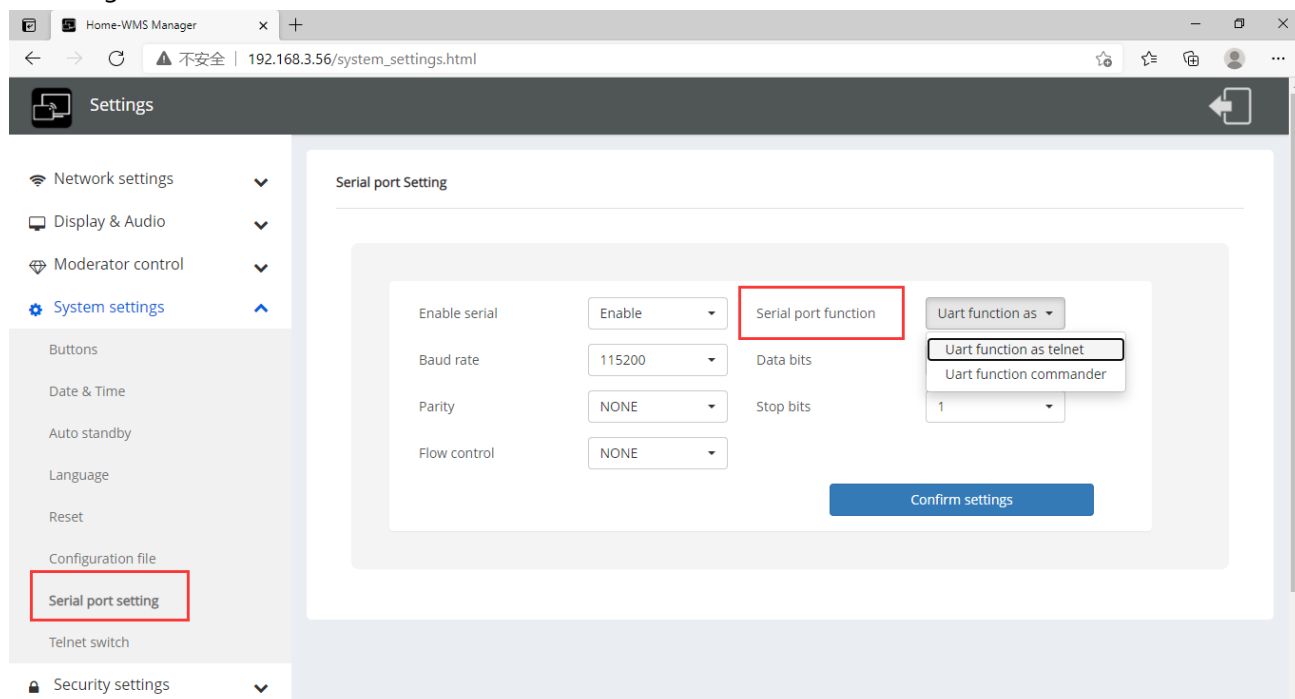 Home-WMS Manager
不安全 | 192.168.3.56/system_settings.html
Settings
Network settings
Display & Audio
Moderator control
System settings
Buttons
Date & Time
Auto standby
Language
Reset
Configuration file
Serial port setting
Telnet switch
Security settings
Serial port Setting
Enable serial Enable Serial port function Uart function as
Uart function as telnet
Uart function commander
Baud rate 115200 Data bits
Parity NONE Stop bits 1
Flow control NONE
Confirm settings